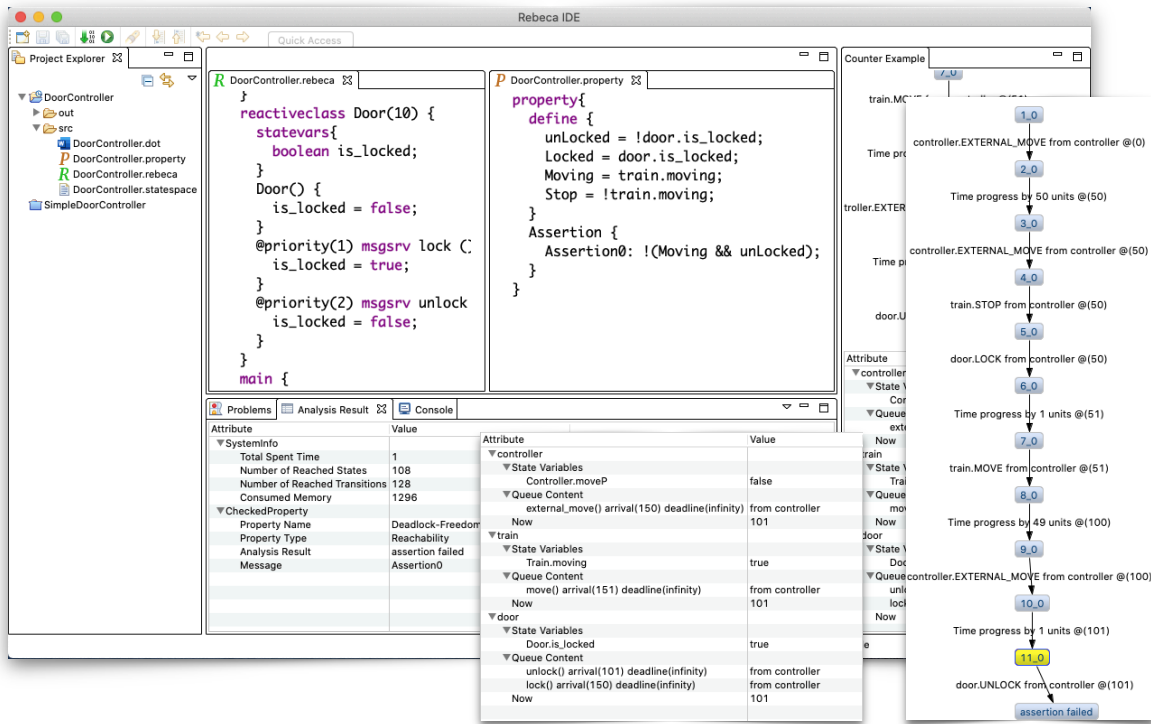 Rebeca IDE
Quick Access
Project Explorer
DoorController
out
src
DoorController.dot
DoorController.property
DoorController.rebeca
DoorController.statespace
SimpleDoorController
DoorController.rebeca
}
reactiveclass Door(10) {
statevars{
boolean is_locked;
}
Door() {
is_locked = false;
}
@priority(1) msgsrv lock ()
is_locked = true;
}
@priority(2) msgsrv unlock
is_locked = false;
}
}
main {
DoorController.property
property{
define {
unLocked = !door.is_locked;
Locked = door.is_locked;
Moving = train.moving;
Stop = !train.moving;
}
Assertion {
Assertion0: !(Moving && unLocked);
}
}
Problems Analysis Result Console
Attribute Value
SystemInfo
Total Spent Time 1
Number of Reached States 108
Number of Reached Transitions 128
Consumed Memory 1296
CheckedProperty
Property Name Deadlock-Freedom
Property Type Reachability
Analysis Result assertion failed
Message Assertion0
Attribute Value
controller
State Variables
Controller.moveP false
Queue Content
external_move() arrival(150) deadline(infinity) from controller
Now 101
train
State Variables
Train.moving true
Queue Content
move() arrival(151) deadline(infinity) from controller
Now 101
door
State Variables
Door.is_locked true
Queue Content
unlock() arrival(101) deadline(infinity) from controller
lock() arrival(150) deadline(infinity) from controller
Now 101
Counter Example
7_0
Attribute
controller
Now
Now
Now
1_0
controller.EXTERNAL_MOVE from controller @(0)
2_0
Time progress by 50 units @(50)
3_0
controller.EXTERNAL_MOVE from controller @(50)
4_0
train.STOP from controller @(50)
5_0
door.LOCK from controller @(50)
6_0
Time progress by 1 units @(51)
7_0
train.MOVE from controller @(51)
8_0
Time progress by 49 units @(100)
9_0
controller.EXTERNAL_MOVE from controller @(100)
10_0
Time progress by 1 units @(101)
11_0
door.UNLOCK from controller @(101)
assertion failed